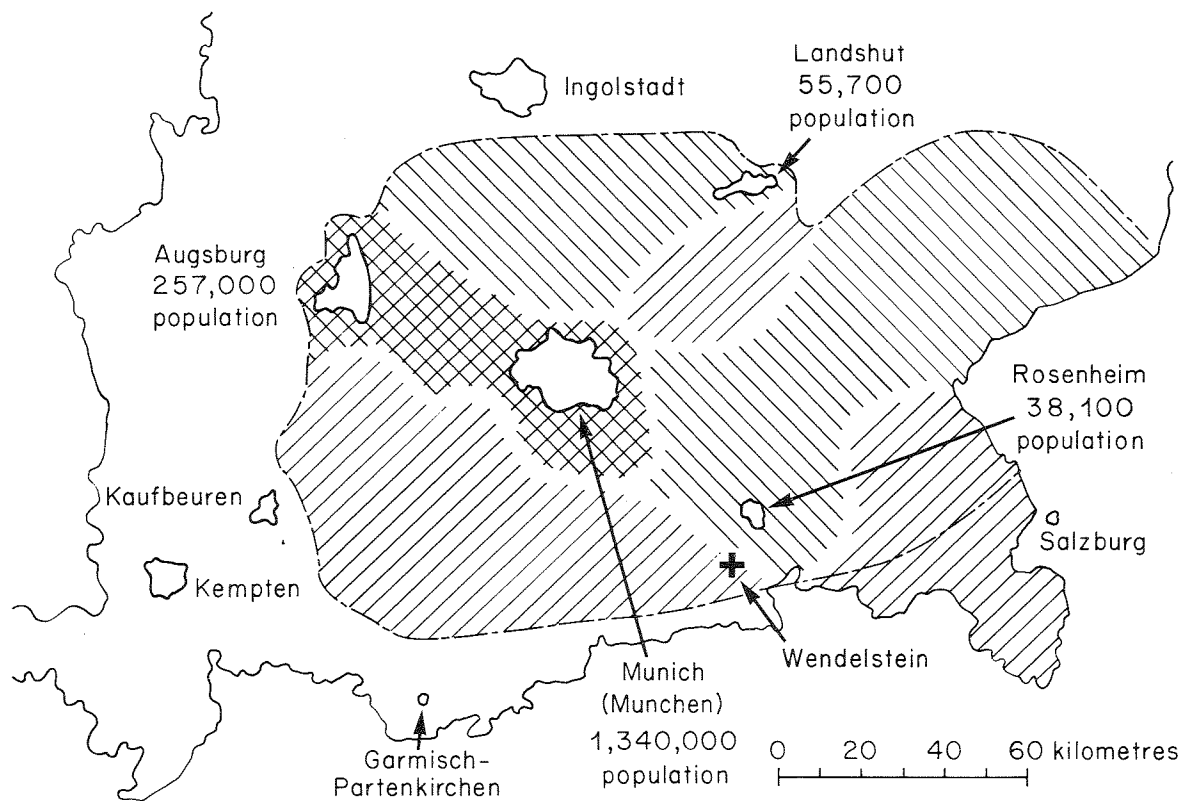 Landshut
55,700
population
Ingolstadt
Augsburg
257,000
population
Rosenheim
38,100
population
Kaufbeuren
Salzburg
Kempten
Wendelstein
Munich
(Munchen)
1,340,000
population
Garmisch-
Partenkirchen
0 20 40 60 kilometres